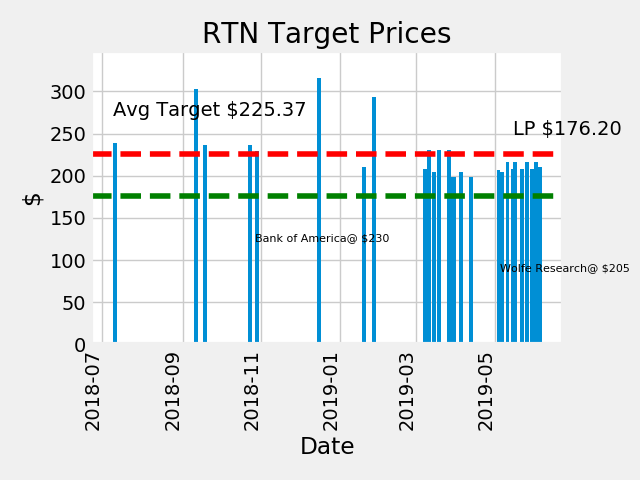 RTN Target Prices
Avg Target $225.37
LP $176.20
Bank of America@ $230
Wolfe Research@ $205
$
300
250
200
150
100
50
0
2018-07
2018-09
2018-11
2019-01
2019-03
2019-05
Date